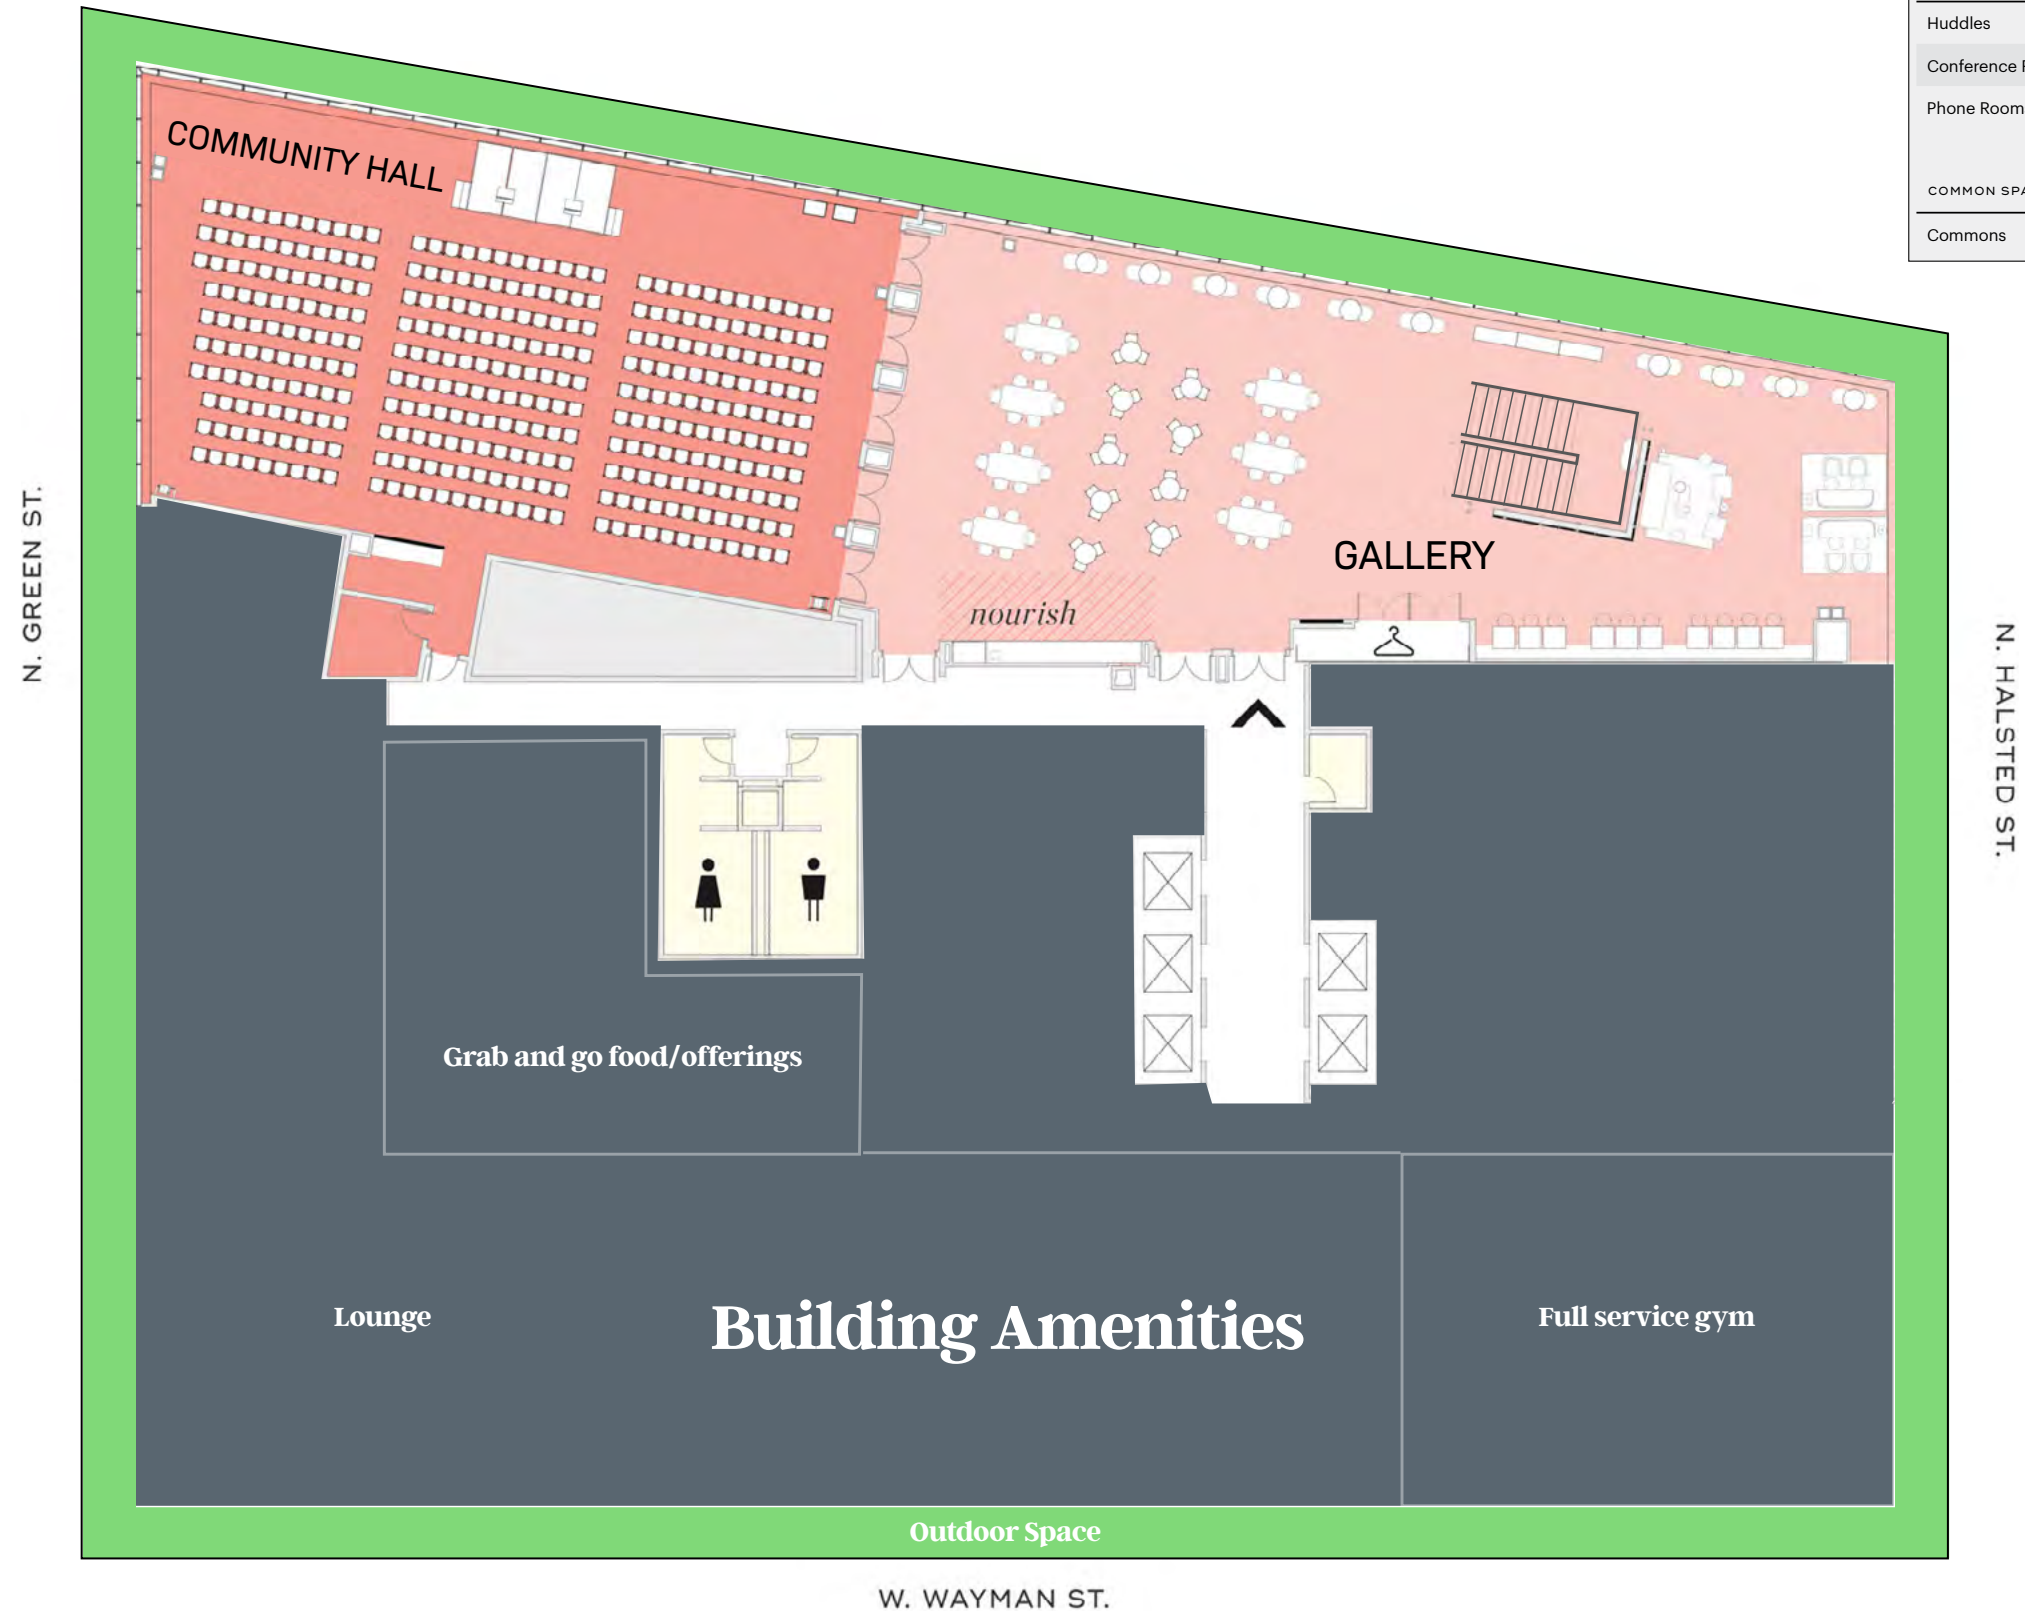 Huddles
Conference
Phone Room
COMMON SPA
Commons
COMMUNITY HALL
GALLERY
nourish
N. GREEN ST.
N. HALSTED ST.
Grab and go food/offerings
Lounge
Building Amenities
Full service gym
Outdoor Space
W. WAYMAN ST.